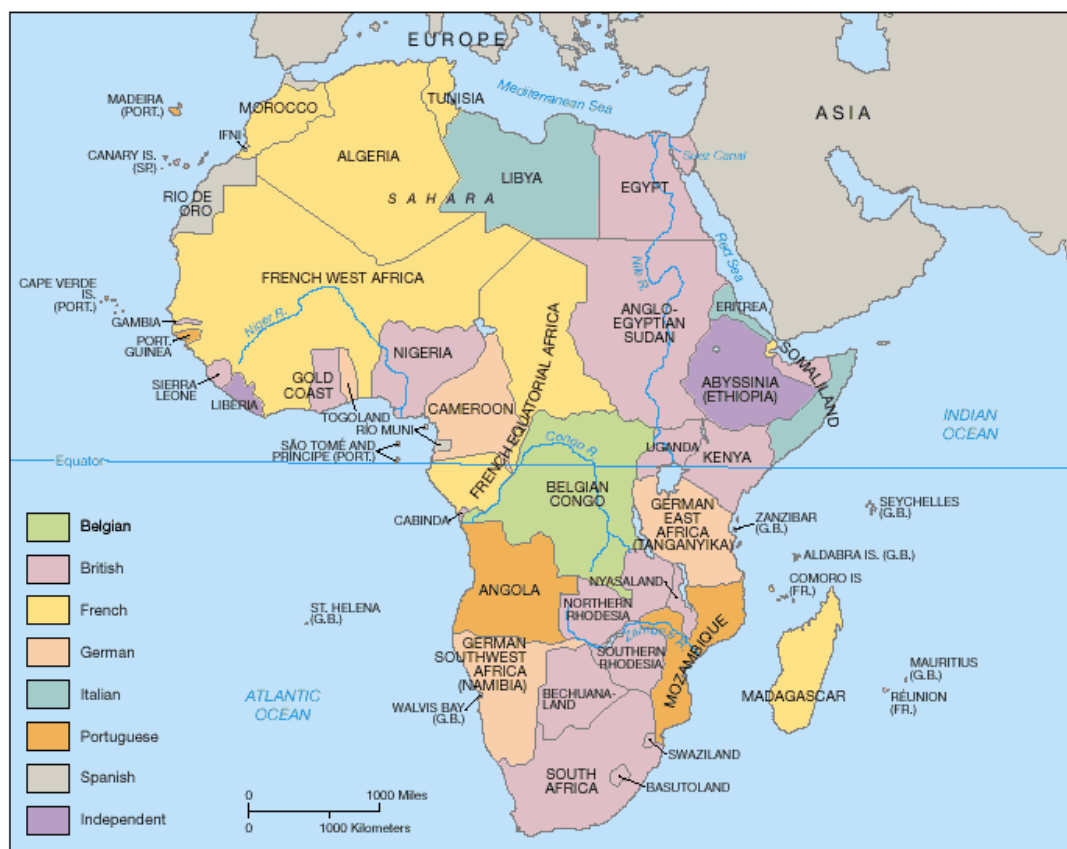 EUROPE
ASIA
Mediterranean Sea
Suez Canal
Red Sea
MADEIRA
(PORT.)
MOROCCO
TUNISIA
IFNI
CANARY IS.
(SP.)
ALGERIA
LIBYA
EGYPT
RIO DE
ORO
SAHARA
Nile R.
CAPE VERDE
IS.
(PORT.)
FRENCH WEST AFRICA
GAMBIA
PORT.
GUINEA
Niger R.
NIGERIA
FRENCH EQUATORIAL AFRICA
ANGLO-
EGYPTIAN
SUDAN
ERITREA
SOMALILAND
ABYSSINIA
(ETHIOPIA)
SIERRA
LEONE
LIBERIA
GOLD
COAST
TOGOLAND
CAMEROON
RÍO MUNI
SÃO TOMÉ AND
PRÍNCIPE (PORT.)
INDIAN
OCEAN
Equator
Congo R.
UGANDA
KENYA
BELGIAN
CONGO
CABINDA
GERMAN
EAST
AFRICA
(TANGANYIKA)
ZANZIBAR
(G.B.)
SEYCHELLES
(G.B.)
ALDABRA IS. (G.B.)
COMORO IS
(FR.)
ANGOLA
NYASALAND
NORTHERN
RHODESIA
Zambezi R.
SOUTHERN
RHODESIA
MOZAMBIQUE
ST. HELENA
(G.B.)
GERMAN
SOUTHWEST
AFRICA
(NAMIBIA)
WALVIS BAY
(G.B.)
BECHUANA-
LAND
MADAGASCAR
MAURITIUS
(G.B.)
RÉUNION
(FR.)
ATLANTIC
OCEAN
SWAZILAND
SOUTH
AFRICA
BASUTOLAND
Belgian
British
French
German
Italian
Portuguese
Spanish
Independent
0 1000 Miles
0 1000 Kilometers